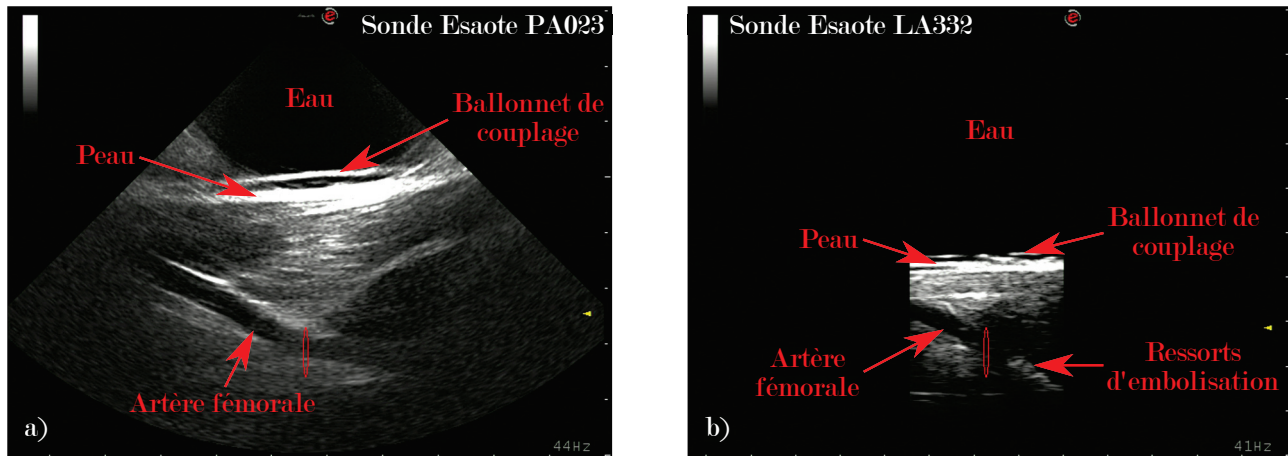 Sonde Esaote PA023
Eau
Ballonnet de
couplage
Peau
Artère fémorale
a)
44Hz
Sonde Esaote LA332
Eau
Ballonnet de
couplage
Peau
Artère
fémorale
Ressorts
d'embolisation
b)
41Hz